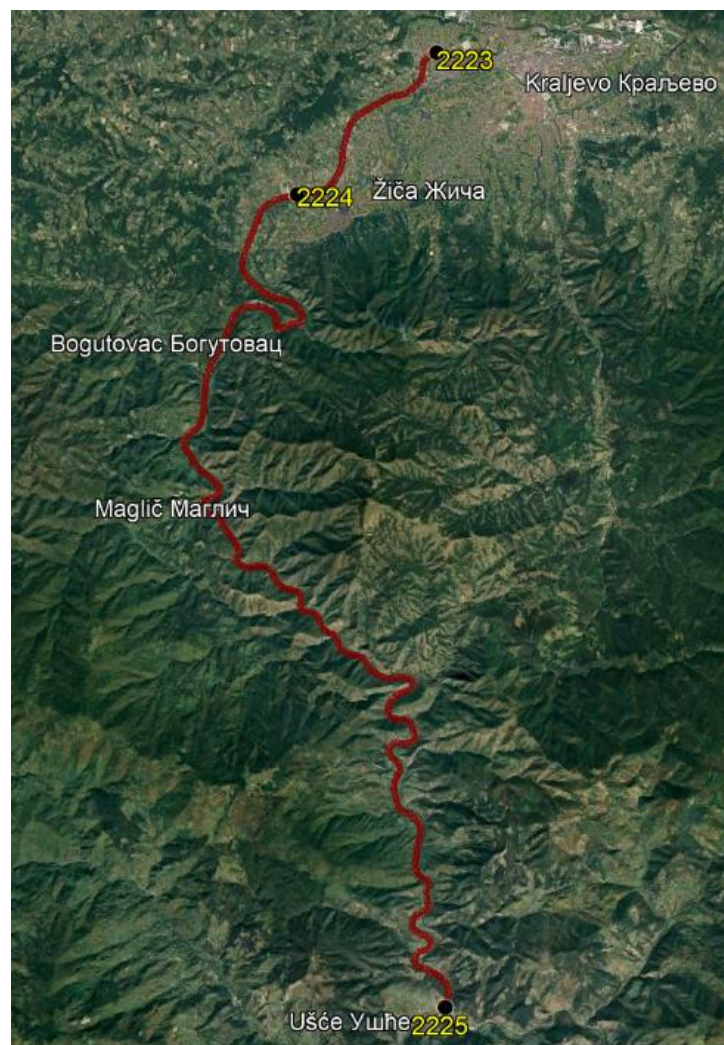 2223
Kraljevo Краљево
2224
Žiča Жича
Bogutovac Богутовац
Maglič Маглич
Ušće Ушће
2225